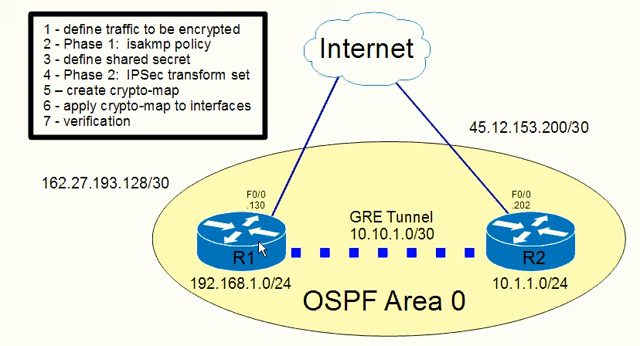 1 - define traffic to be encrypted
2 - Phase 1:  isakmp policy
3 - define shared secret
4 - Phase 2:  IPSec transform set
5 – create crypto-map
6 - apply crypto-map to interfaces
7 - verification
Internet
45.12.153.200/30
162.27.193.128/30
F0/0
.130
F0/0
.202
GRE Tunnel
10.10.1.0/30
R1
R2
192.168.1.0/24
10.1.1.0/24
OSPF Area 0